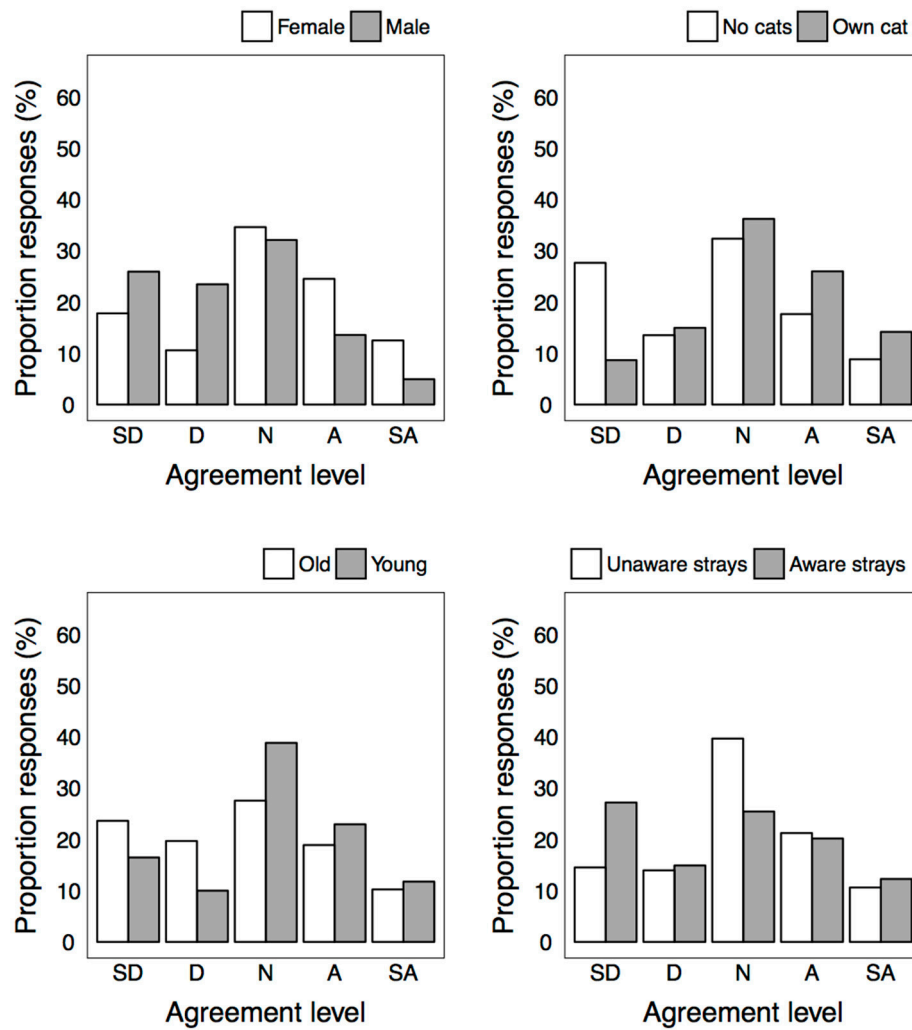 Female Male
Proportion responses (%)
60
50
40
30
20
10
0
SD D N A SA
Agreement level
No cats Own cat
Proportion responses (%)
60
50
40
30
20
10
0
SD D N A SA
Agreement level
Old Young
Proportion responses (%)
60
50
40
30
20
10
0
SD D N A SA
Agreement level
Unaware strays Aware strays
Proportion responses (%)
60
50
40
30
20
10
0
SD D N A SA
Agreement level